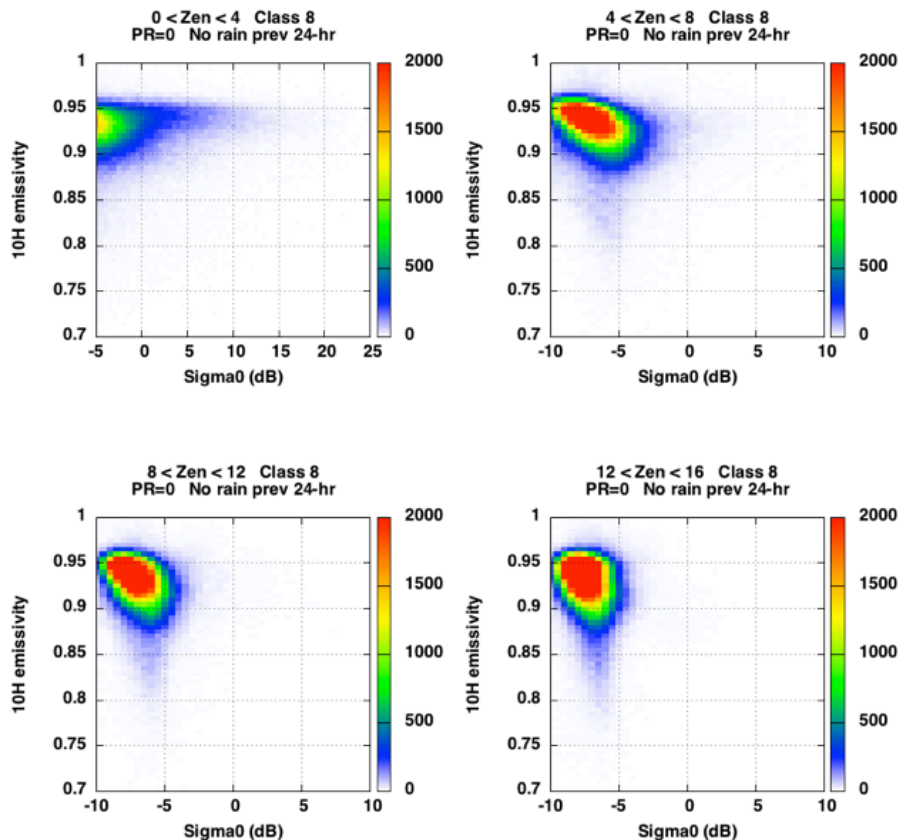 0 < Zen < 4 Class 8
PR=0 No rain prev 24-hr
1
0.95
0.9
0.85
0.8
0.75
0.7
10H emissivity
-5 0 5 10 15 20 25
Sigma0 (dB)
2000
1500
1000
500
0
4 < Zen < 8 Class 8
PR=0 No rain prev 24-hr
1
0.95
0.9
0.85
0.8
0.75
0.7
10H emissivity
-10 -5 0 5 10
Sigma0 (dB)
2000
1500
1000
500
0
8 < Zen < 12 Class 8
PR=0 No rain prev 24-hr
1
0.95
0.9
0.85
0.8
0.75
0.7
10H emissivity
-10 -5 0 5 10
Sigma0 (dB)
2000
1500
1000
500
0
12 < Zen < 16 Class 8
PR=0 No rain prev 24-hr
1
0.95
0.9
0.85
0.8
0.75
0.7
10H emissivity
-10 -5 0 5 10
Sigma0 (dB)
2000
1500
1000
500
0